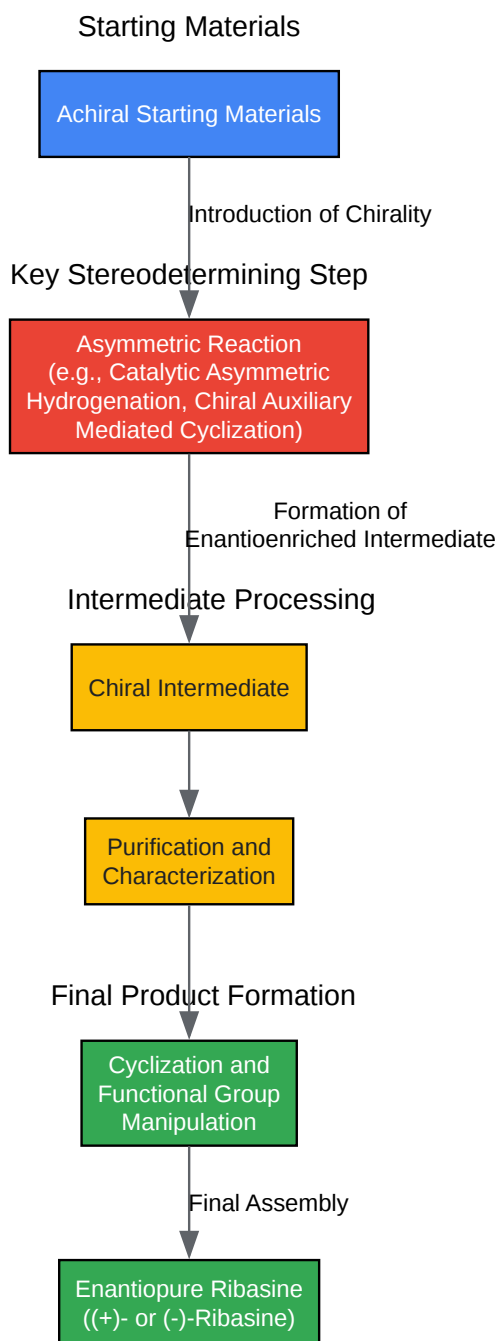 Starting Materials
Achiral Starting Materials
Introduction of Chirality
Key Stereodetermining Step
Asymmetric Reaction
(e.g., Catalytic Asymmetric
Hydrogenation, Chiral Auxiliary
Mediated Cyclization)
Formation of
Enantioenriched Intermediate
Intermediate Processing
Chiral Intermediate
Purification and
Characterization
Final Product Formation
Cyclization and
Functional Group
Manipulation
Final Assembly
Enantiopure Ribasine
((+)- or (-)-Ribasine)